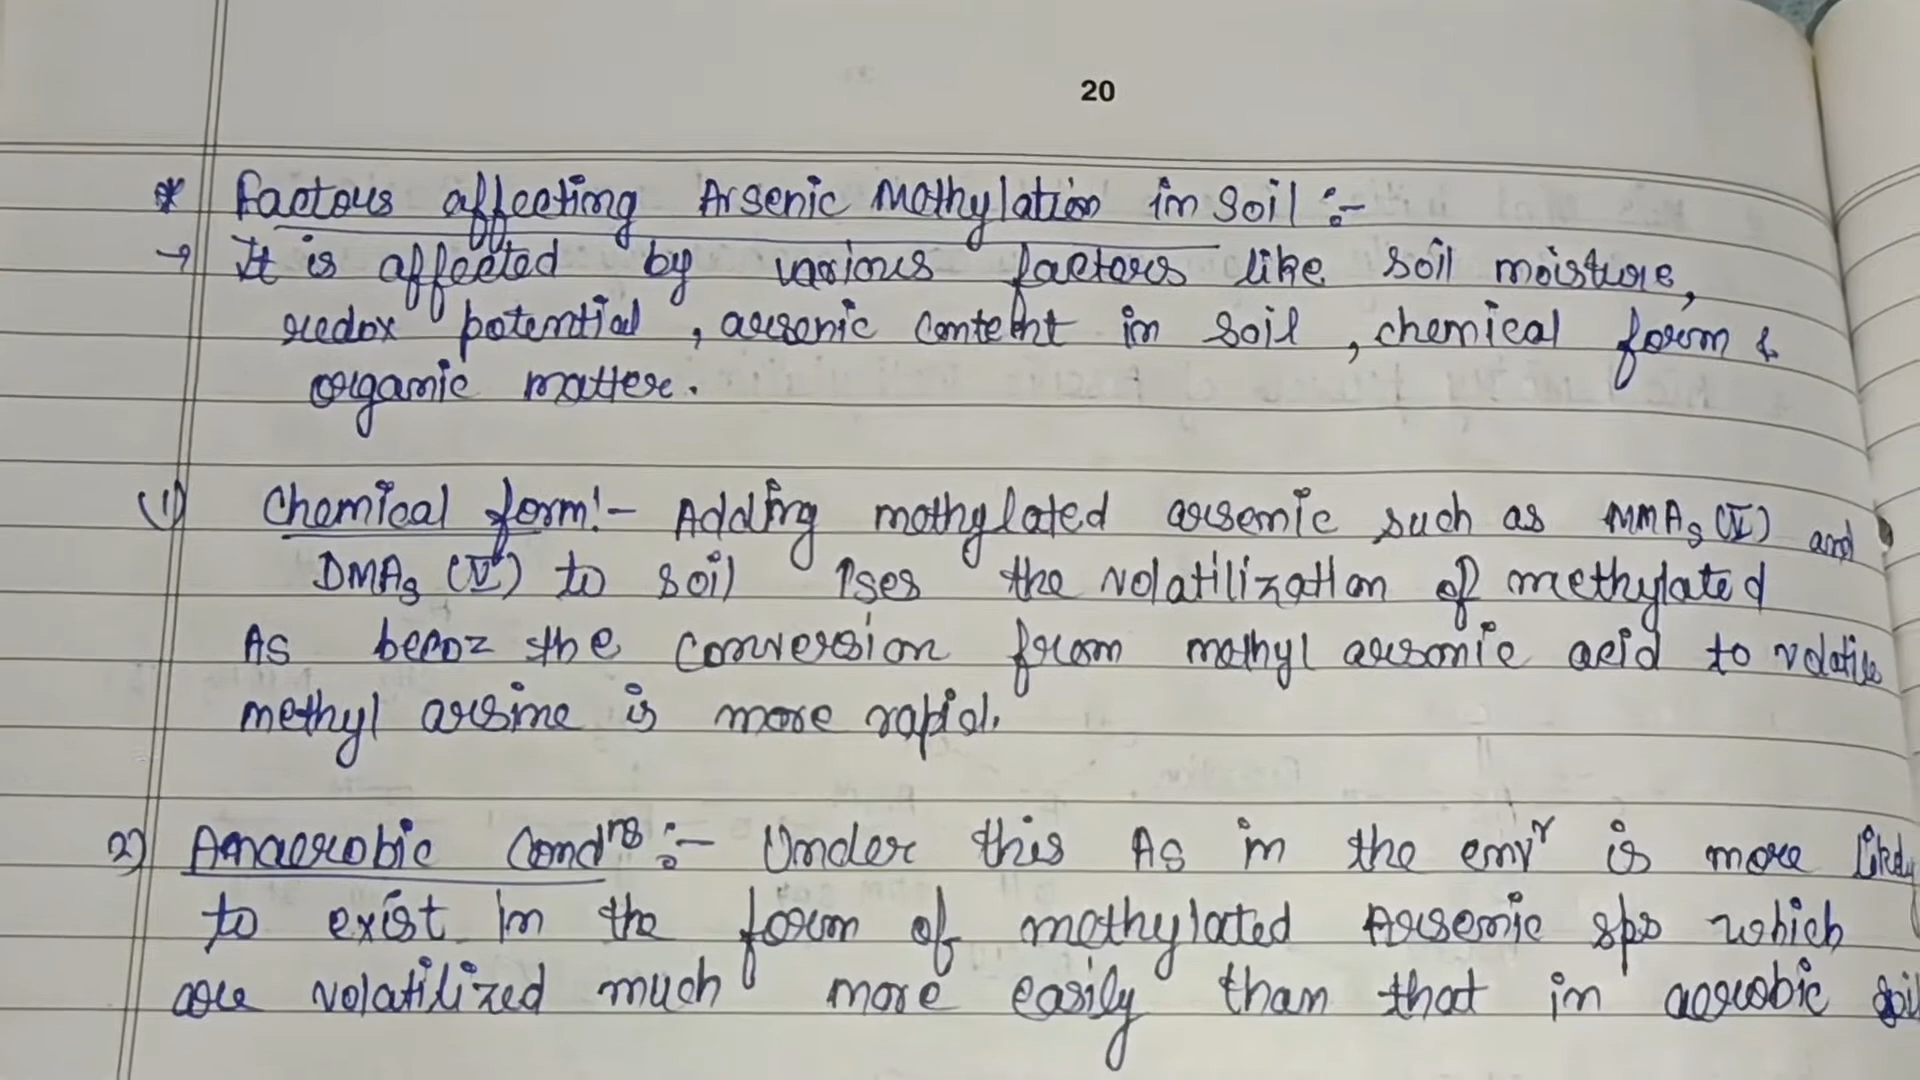 20
* Factors affecting Arsenic Methylation in Soil :-
→ It is affected by various factors like soil moisture,
redox potential, arsenic content in soil, chemical form &
organic matter.
(1) Chemical form:- Adding methylated arsenic such as MMAs (V) and
DMAs (V) to soil ↑ses the volatilization of methylated
As becoz the conversion from methyl arsonic acid to volatile
methyl arsine is more rapid.
2) Anaerobic Condns :- Under this As in the envr is more likely
to exist in the form of methylated Arsenic sps which
are volatilized much more easily than that in aerobic soil